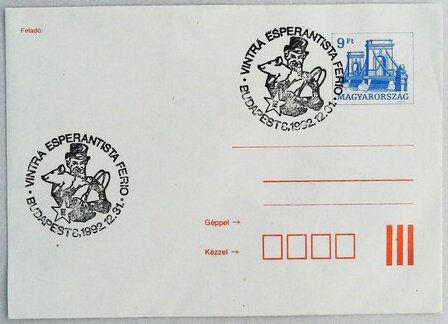 Feladó:
· VINTRA ESPERANTISTA FERIO ·
BUDAPEST 8, 1992. 12. 31.
9 Ft
MAGYARORSZÁG
· VINTRA ESPERANTISTA FERIO ·
BUDAPEST 8, 1992. 12. 31.
Géppel →
Kézzel →